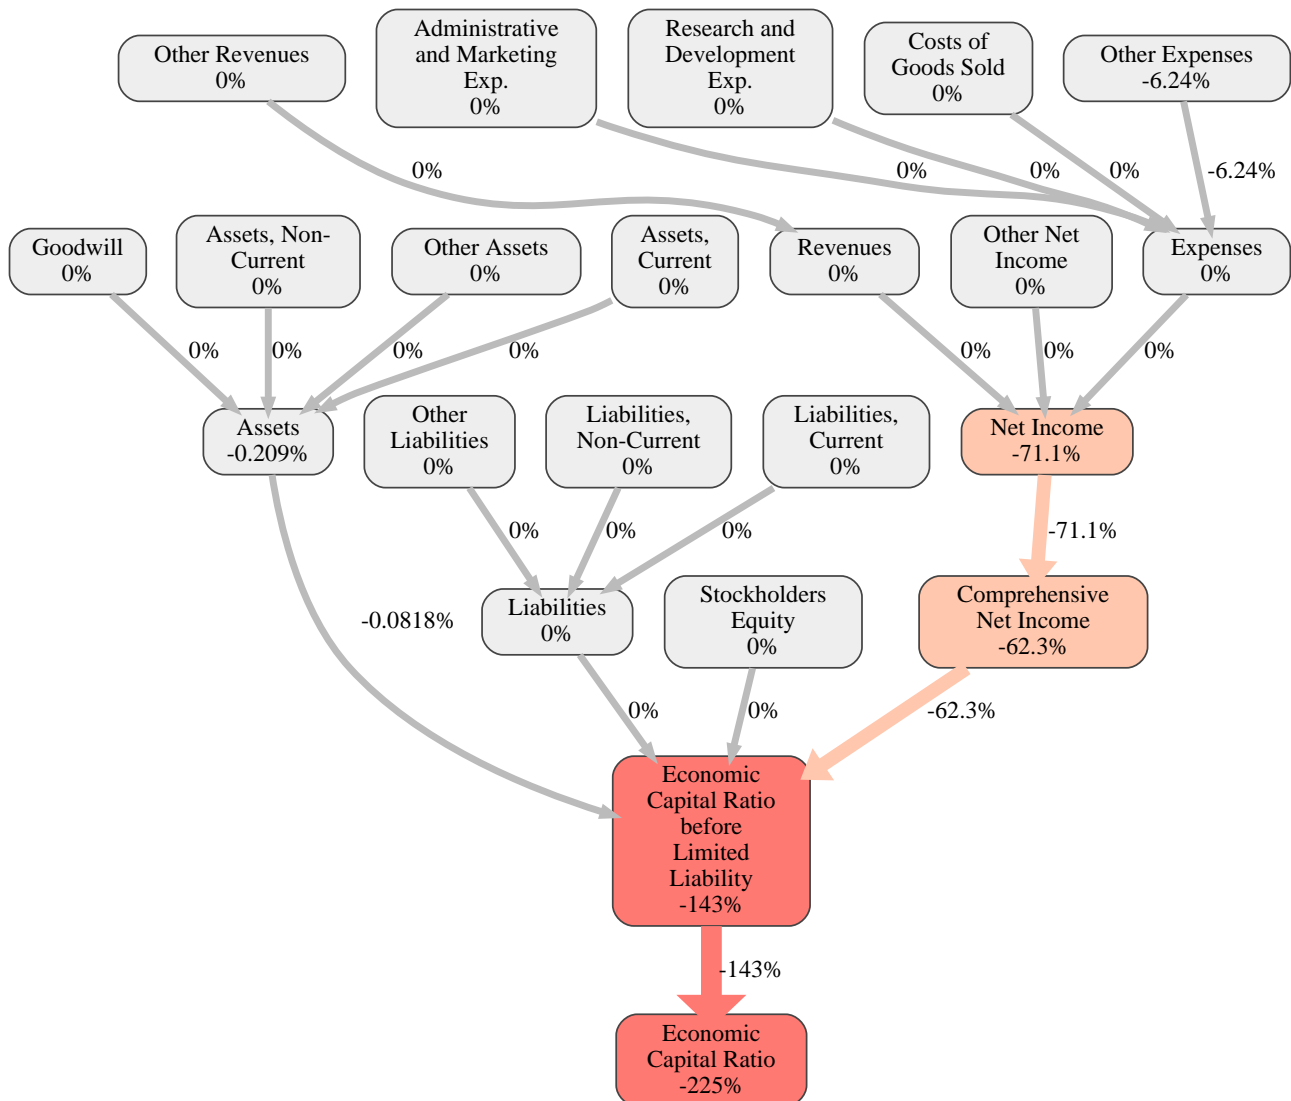 Other Revenues
0%
Administrative
and Marketing
Exp.
0%
Research and
Development
Exp.
0%
Costs of
Goods Sold
0%
Other Expenses
-6.24%
0%
0%
0%
0%
-6.24%
Goodwill
0%
Assets, Non-
Current
0%
Other Assets
0%
Assets,
Current
0%
Revenues
0%
Other Net
Income
0%
Expenses
0%
0%
0%
0%
0%
0%
0%
0%
Assets
-0.209%
Other
Liabilities
0%
Liabilities,
Non-Current
0%
Liabilities,
Current
0%
Net Income
-71.1%
0%
0%
0%
-71.1%
-0.0818%
Liabilities
0%
Stockholders
Equity
0%
Comprehensive
Net Income
-62.3%
0%
0%
-62.3%
Economic
Capital Ratio
before
Limited
Liability
-143%
-143%
Economic
Capital Ratio
-225%